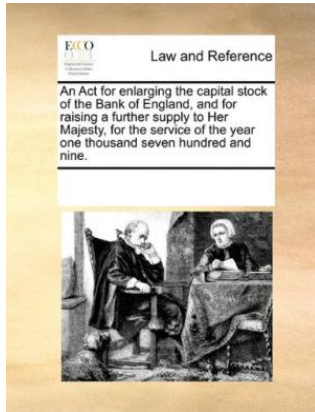 ECCO
Law and Reference
An Act for enlarging the capital stock
of the Bank of England, and for
raising a further supply to Her
Majesty, for the service of the year
one thousand seven hundred and
nine.